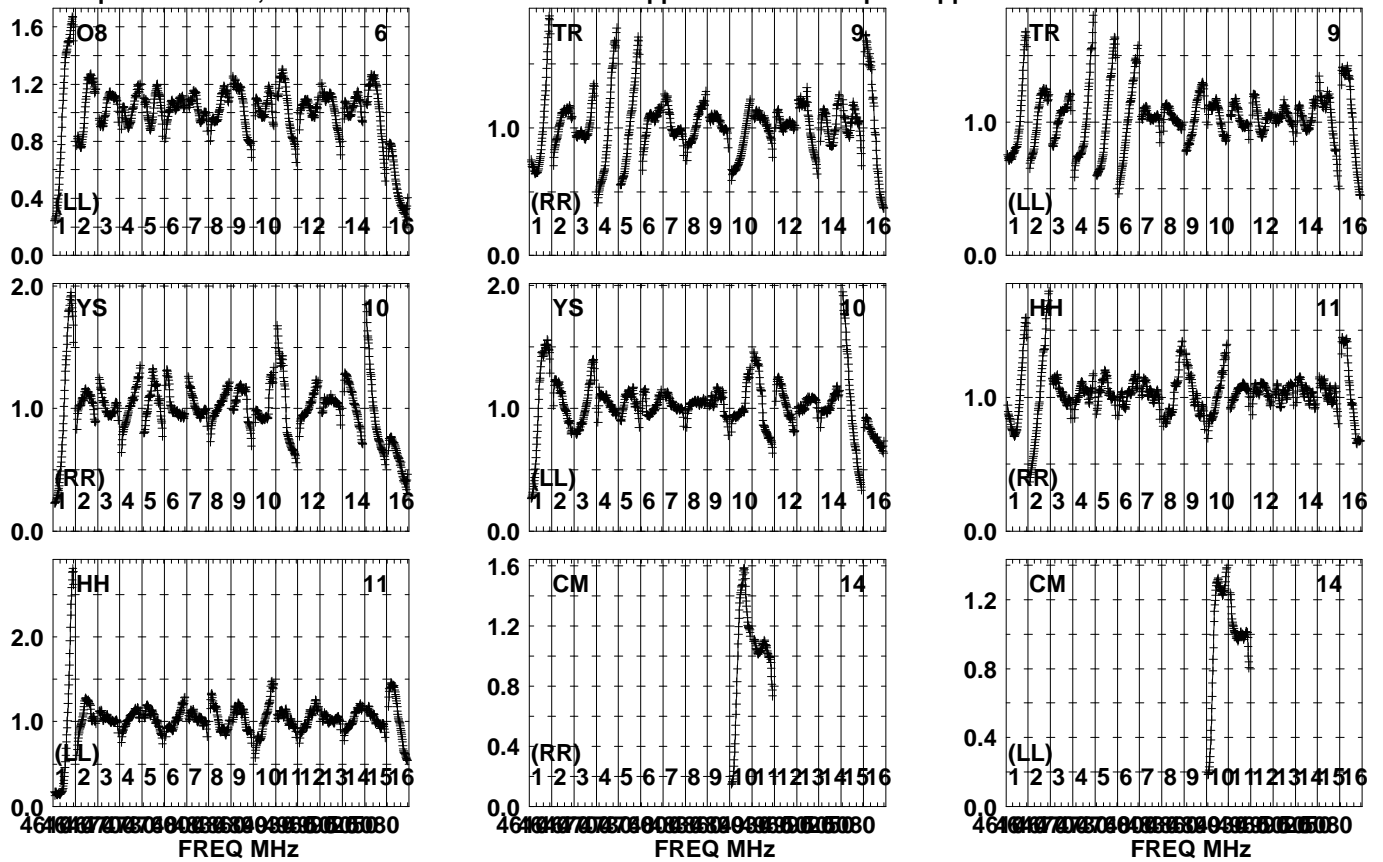 1.6 O8 6
1.2
0.8
0.4 (LL)
1 2 3 4 5 6 7 8 9 10 12 14 16
0.0
TR 9
1.0
(RR)
1 2 3 4 5 6 7 8 9 10 12 14 16
0.0
TR 9
1.0
(LL)
1 2 3 4 5 6 7 8 9 10 12 14 16
0.0
2.0 YS 10
1.0
(RR)
1 2 3 4 5 6 7 8 9 10 12 14 16
0.0
2.0 YS 10
1.0
(LL)
1 2 3 4 5 6 7 8 9 10 12 14 16
0.0
HH 11
1.0
(RR)
1 2 3 4 5 6 7 8 9 10 12 14 16
0.0
HH 11
2.0
1.0
(LL)
1 2 3 4 5 6 7 8 9 10 11 12 13 14 15 16
0.0
FREQ MHz
1.6 CM 14
1.2
0.8
0.4 (RR)
1 2 3 4 5 6 7 8 9 10 11 12 13 14 15 16
0.0
FREQ MHz
CM 14
1.2
0.8
0.4 (LL)
1 2 3 4 5 6 7 8 9 10 11 12 13 14 15 16
0.0
FREQ MHz